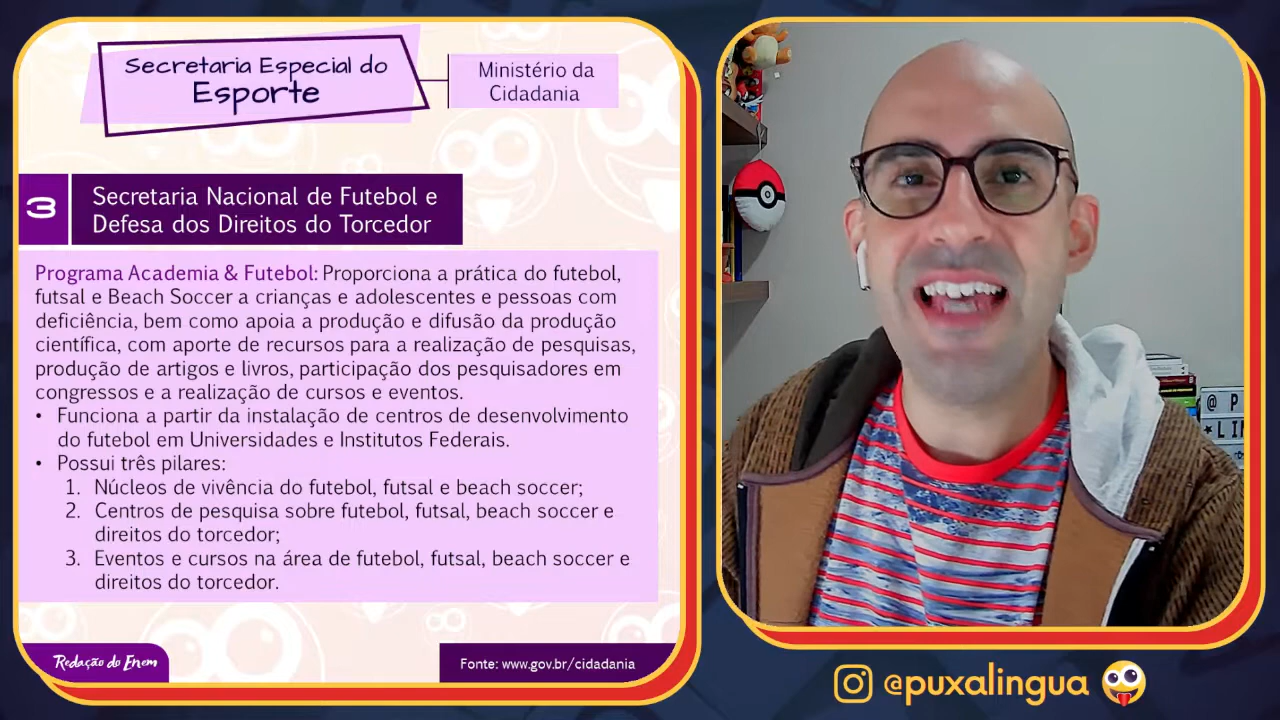 Secretaria Especial do
Esporte
Ministério da
Cidadania
3
Secretaria Nacional de Futebol e
Defesa dos Direitos do Torcedor
Programa Academia & Futebol: Proporciona a prática do futebol,
futsal e Beach Soccer a crianças e adolescentes e pessoas com
deficiência, bem como apoia a produção e difusão da produção
científica, com aporte de recursos para a realização de pesquisas,
produção de artigos e livros, participação dos pesquisadores em
congressos e a realização de cursos e eventos.
• Funciona a partir da instalação de centros de desenvolvimento
do futebol em Universidades e Institutos Federais.
• Possui três pilares:
1. Núcleos de vivência do futebol, futsal e beach soccer;
2. Centros de pesquisa sobre futebol, futsal, beach soccer e
direitos do torcedor;
3. Eventos e cursos na área de futebol, futsal, beach soccer e
direitos do torcedor.
Redação do Enem
Fonte: www.gov.br/cidadania
@ P
LIN
@puxalingua